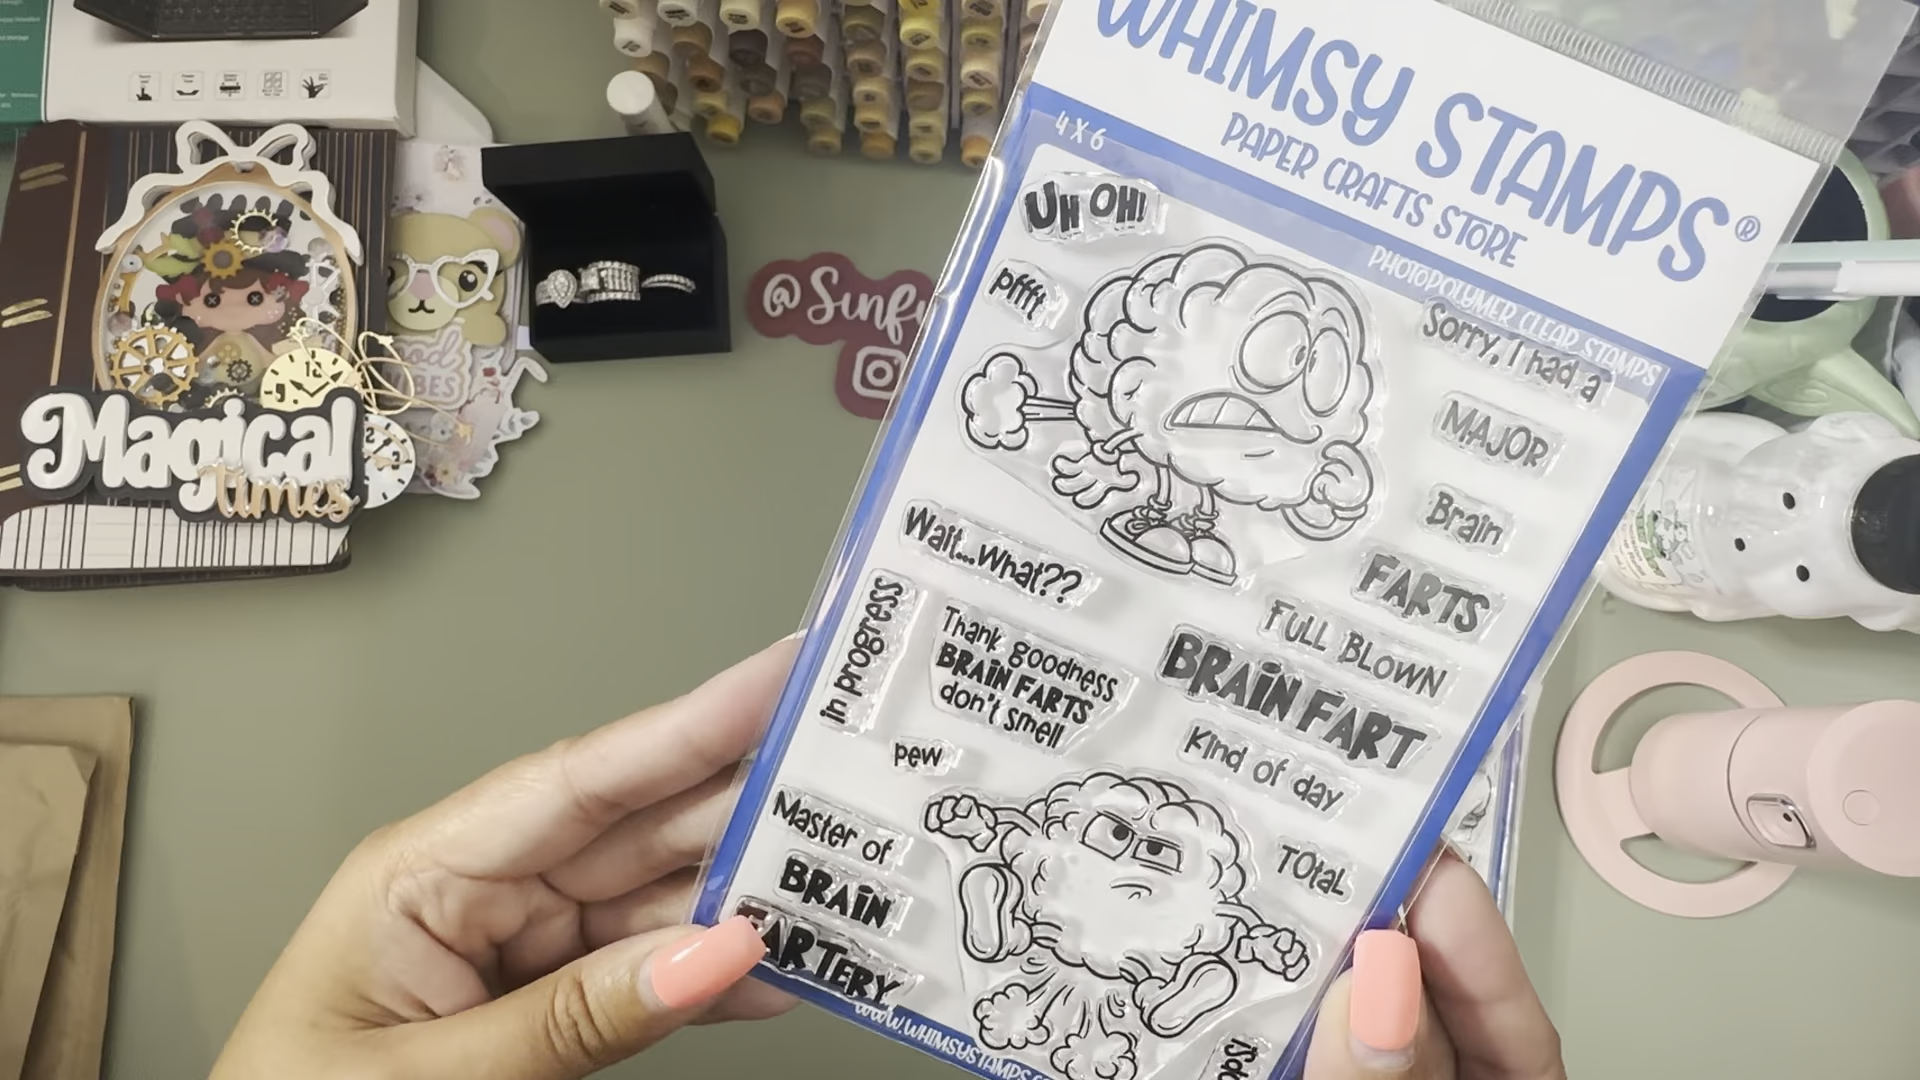 WHIMSY STAMPS®
PAPER CRAFTS STORE
4 X 6
PHOTOPOLYMER CLEAR STAMPS
UH OH!
pffft
Sorry, I had a
MAJOR
Brain
FARTS
Wait...What??
FULL BLOWN
in progress
Thank goodness
BRAIN FARTS
don't smell
BRAIN FART
Kind of day
pew
Master of
BRAIN
FARTERY
TOtaL
WWW.WHIMSYSTAMPS.
Magical
times
12
@Sinfu